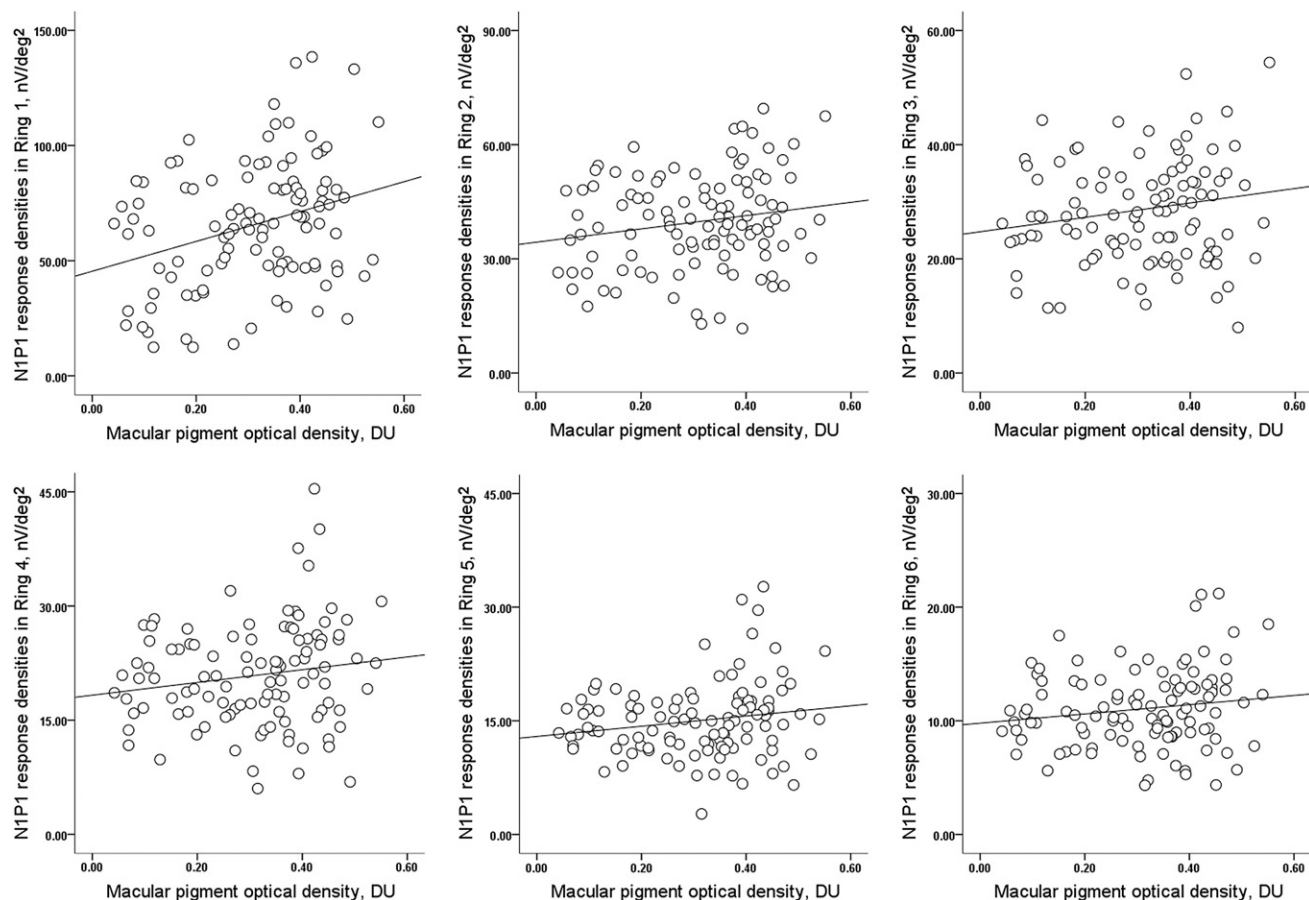 150.00
100.00
50.00
0.00
N1P1 response densities in Ring 1, nV/deg²
0.00 0.20 0.40 0.60
Macular pigment optical density, DU
90.00
60.00
30.00
0.00
N1P1 response densities in Ring 2, nV/deg²
0.00 0.20 0.40 0.60
Macular pigment optical density, DU
60.00
40.00
20.00
0.00
N1P1 response densities in Ring 3, nV/deg²
0.00 0.20 0.40 0.60
Macular pigment optical density, DU
45.00
30.00
15.00
0.00
N1P1 response densities in Ring 4, nV/deg²
0.00 0.20 0.40 0.60
Macular pigment optical density, DU
45.00
30.00
15.00
0.00
N1P1 response densities in Ring 5, nV/deg²
0.00 0.20 0.40 0.60
Macular pigment optical density, DU
30.00
20.00
10.00
0.00
N1P1 response densities in Ring 6, nV/deg²
0.00 0.20 0.40 0.60
Macular pigment optical density, DU